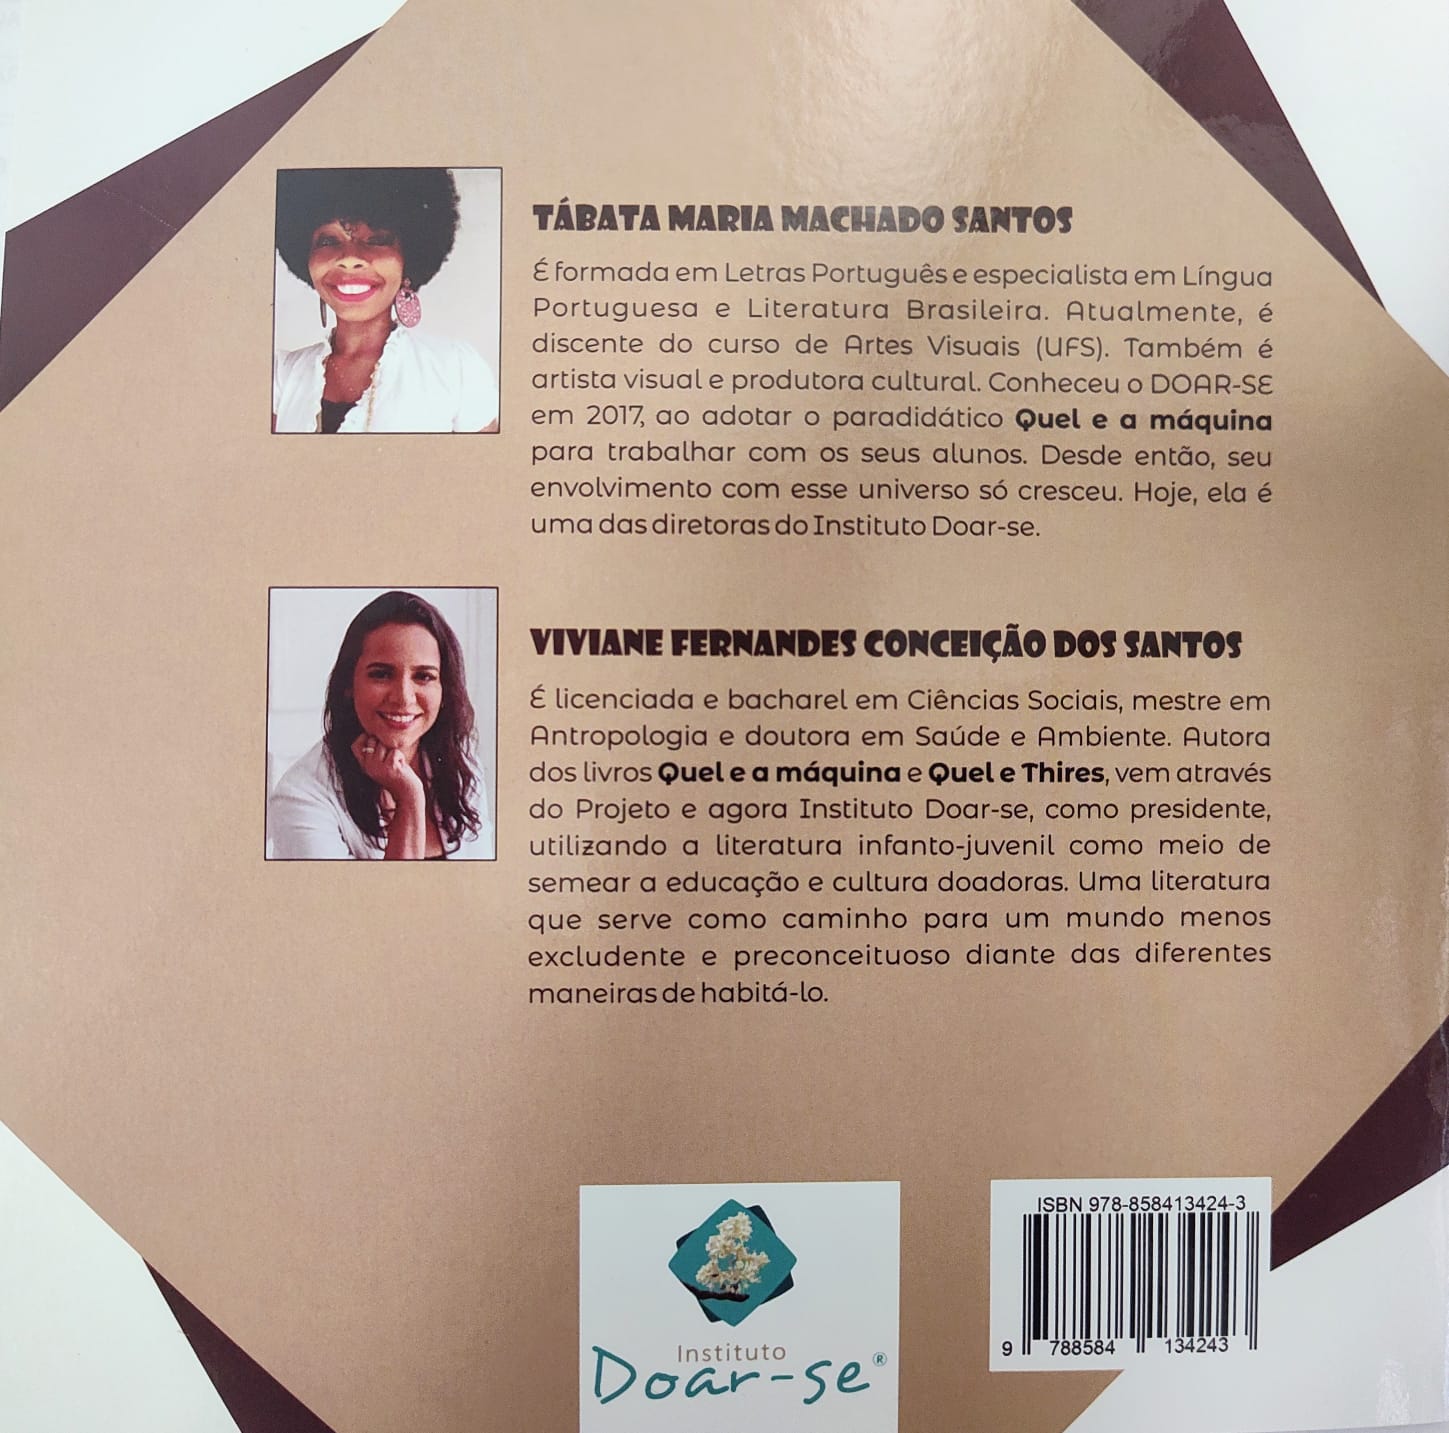 TÁBATA MARIA MACHADO SANTOS
É formada em Letras Português e especialista em Língua
Portuguesa e Literatura Brasileira. Atualmente, é
discente do curso de Artes Visuais (UFS). Também é
artista visual e produtora cultural. Conheceu o DOAR-SE
em 2017, ao adotar o paradidático Quel e a máquina
para trabalhar com os seus alunos. Desde então, seu
envolvimento com esse universo só cresceu. Hoje, ela é
uma das diretoras do Instituto Doar-se.
VIVIANE FERNANDES CONCEIÇÃO DOS SANTOS
É licenciada e bacharel em Ciências Sociais, mestre em
Antropologia e doutora em Saúde e Ambiente. Autora
dos livros Quel e a máquina e Quel e Thires, vem através
do Projeto e agora Instituto Doar-se, como presidente,
utilizando a literatura infanto-juvenil como meio de
semear a educação e cultura doadoras. Uma literatura
que serve como caminho para um mundo menos
excludente e preconceituoso diante das diferentes
maneiras de habitá-lo.
Instituto
Doar-se®
ISBN 978-858413424-3
9 788584 134243